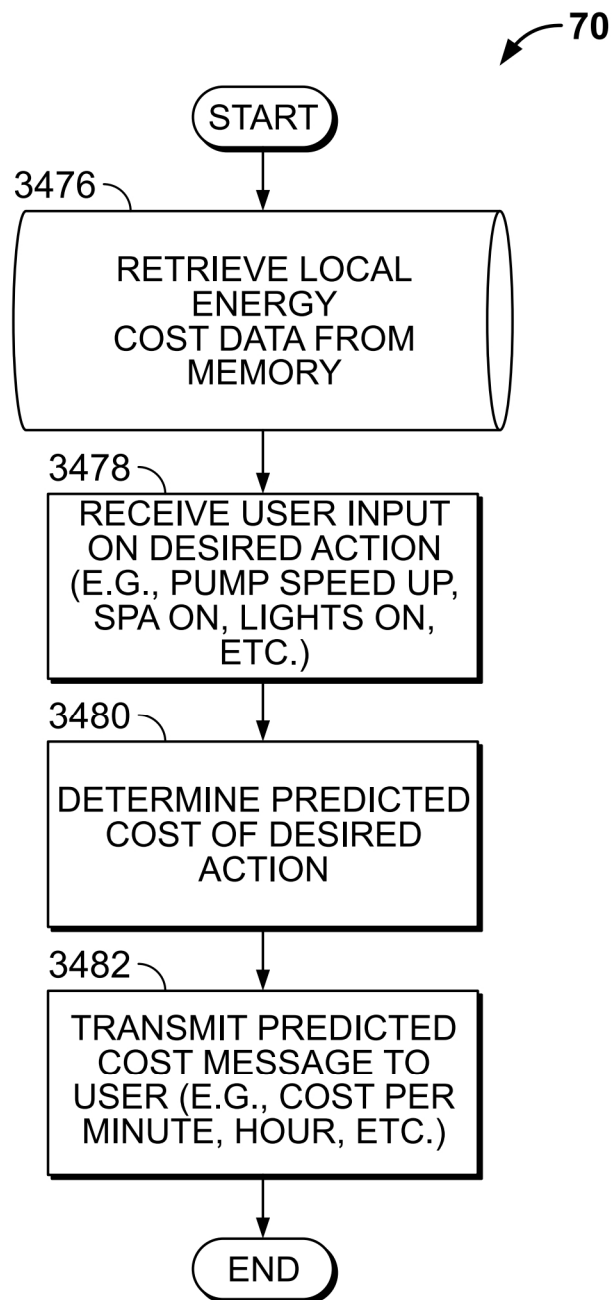 70
START
3476
RETRIEVE LOCAL
ENERGY
COST DATA FROM
MEMORY
3478
RECEIVE USER INPUT
ON DESIRED ACTION
(E.G., PUMP SPEED UP,
SPA ON, LIGHTS ON,
ETC.)
3480
DETERMINE PREDICTED
COST OF DESIRED
ACTION
3482
TRANSMIT PREDICTED
COST MESSAGE TO
USER (E.G., COST PER
MINUTE, HOUR, ETC.)
END